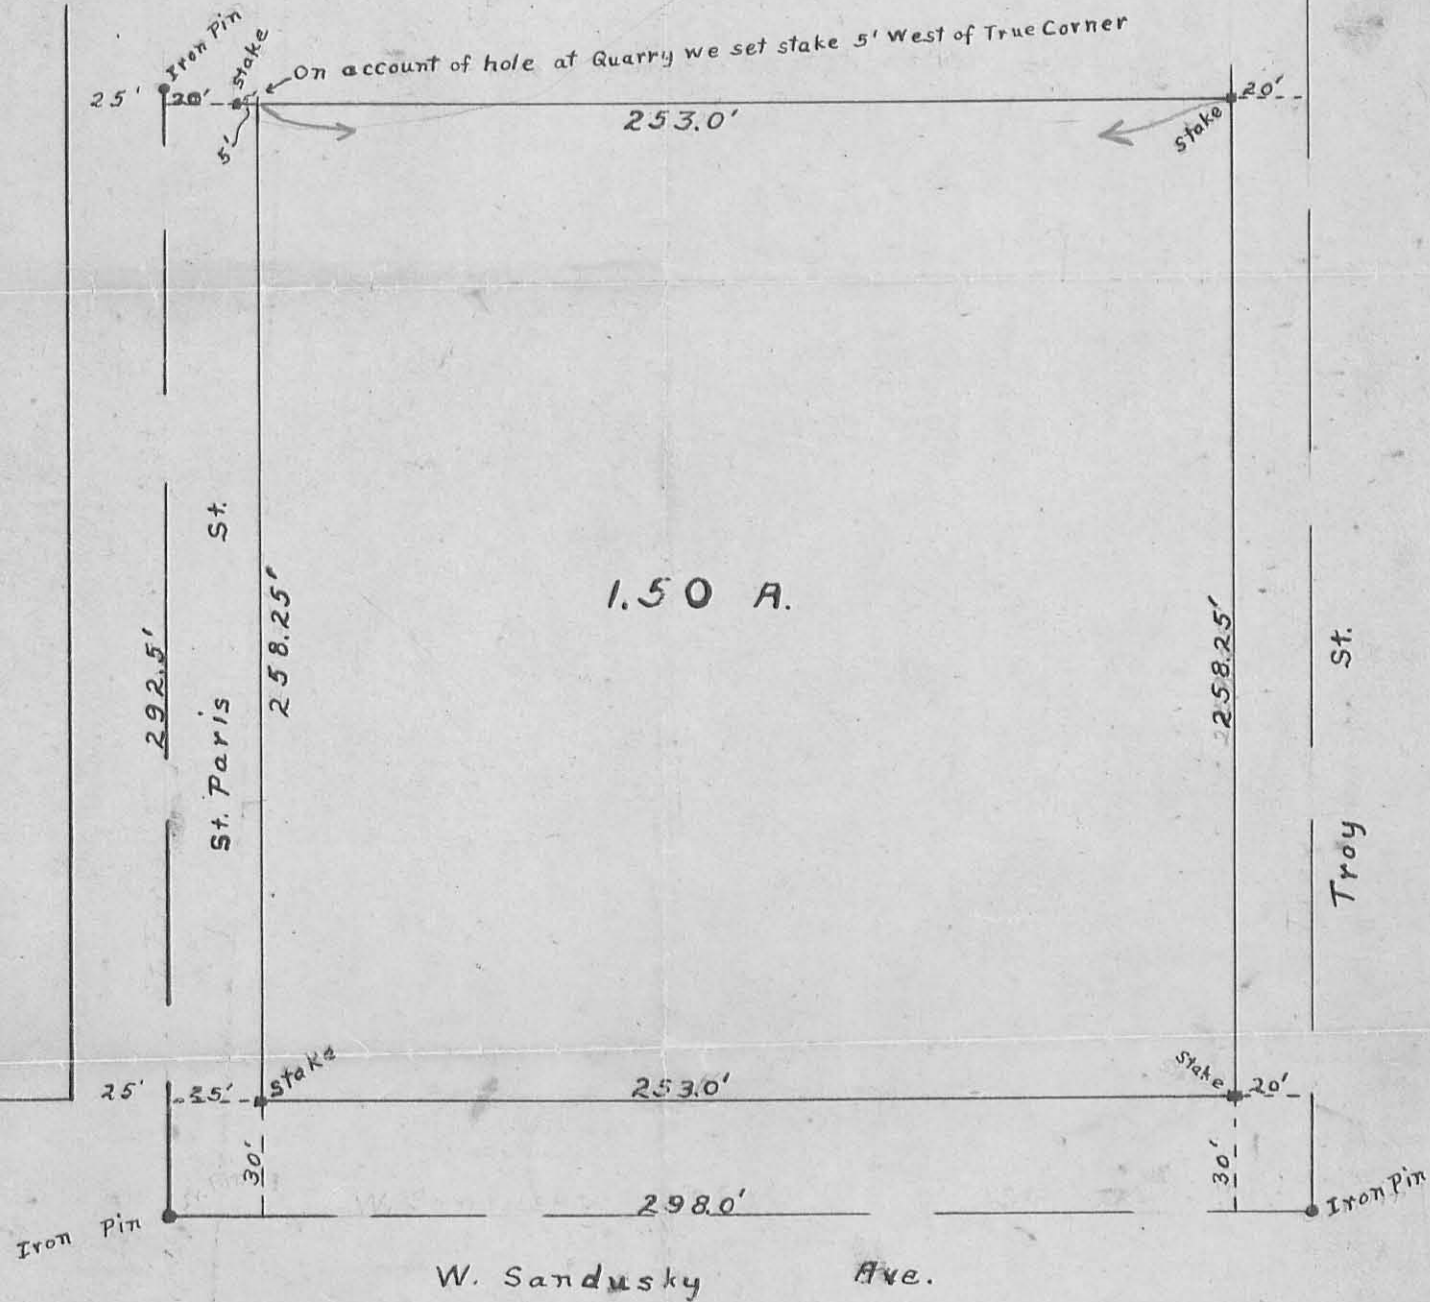 Iron Pin
stake
On account of hole at Quarry we set stake 5' West of True Corner
25'
20'
5'
253.0'
20'
stake
St. Paris St.
292.5'
258.25'
1.50 A.
258.25'
Troy St.
25'
25'
stake
253.0'
stake
20'
30'
30'
298.0'
Iron Pin
Iron Pin
W. Sandusky Ave.